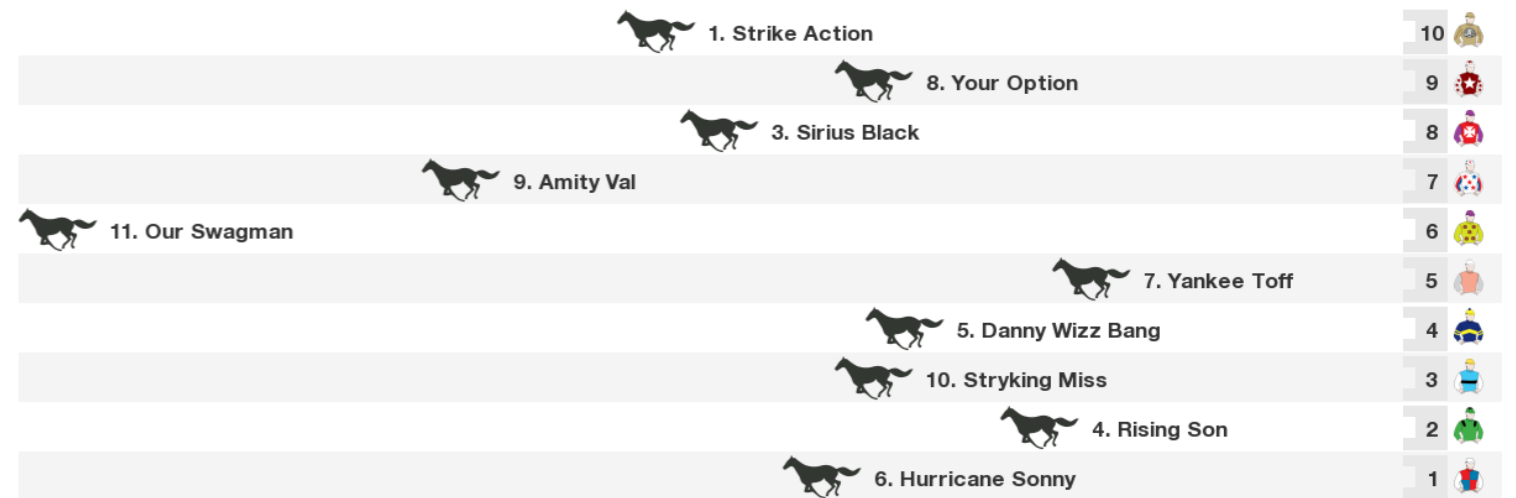 1. Strike Action 10
8. Your Option 9
3. Sirius Black 8
9. Amity Val 7
11. Our Swagman 6
7. Yankee Toff 5
5. Danny Wizz Bang 4
10. Stryking Miss 3
4. Rising Son 2
6. Hurricane Sonny 1